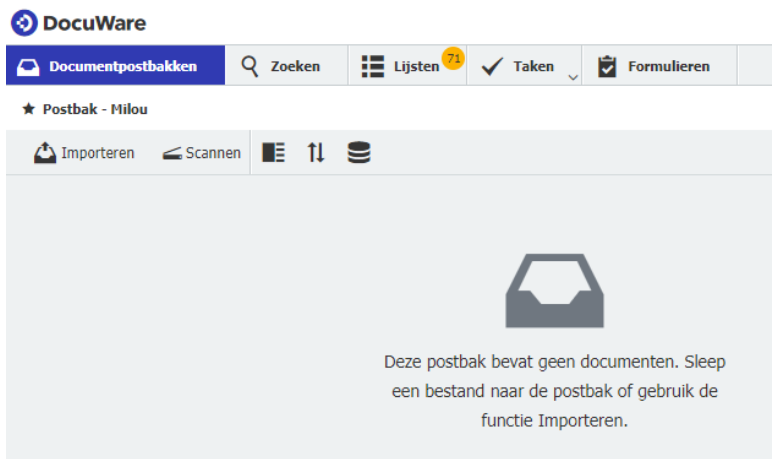 DocuWare
Documentpostbakken Zoeken Lijsten 71 Taken Formulieren
Postbak - Milou
Importeren Scannen
Deze postbak bevat geen documenten. Sleep
een bestand naar de postbak of gebruik de
functie Importeren.